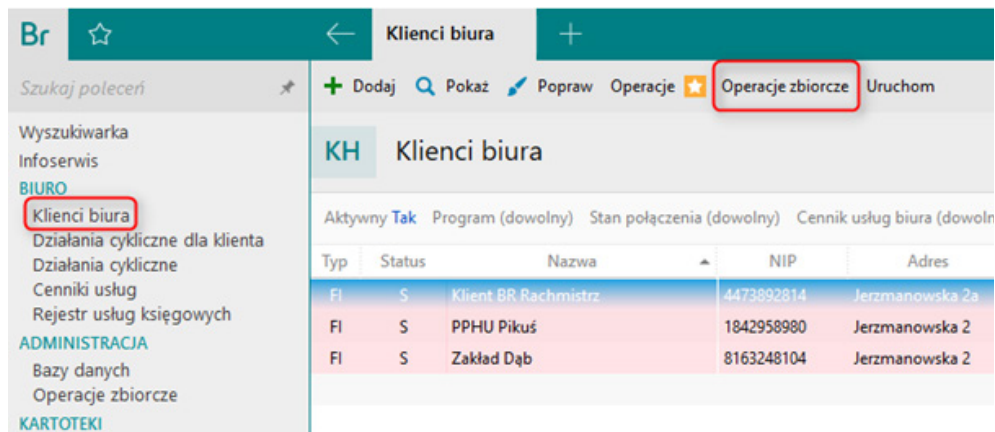 Br Klienci biura
Szukaj poleceń
Dodaj Pokaż Popraw Operacje Operacje zbiorcze Uruchom
Wyszukiwarka
Infoserwis
BIURO
Klienci biura
Działania cykliczne dla klienta
Działania cykliczne
Cenniki usług
Rejestr usług księgowych
ADMINISTRACJA
Bazy danych
Operacje zbiorcze
KARTOTEKI
KH Klienci biura
Aktywny Tak Program (dowolny) Stan połączenia (dowolny) Cennik usług biura (dowoln
Typ Status Nazwa NIP Adres
FI S Klient BR Rachmistrz 4473892814 Jerzmanowska 2a
FI S PPHU Pikuś 1842958980 Jerzmanowska 2
FI S Zakład Dąb 8163248104 Jerzmanowska 2